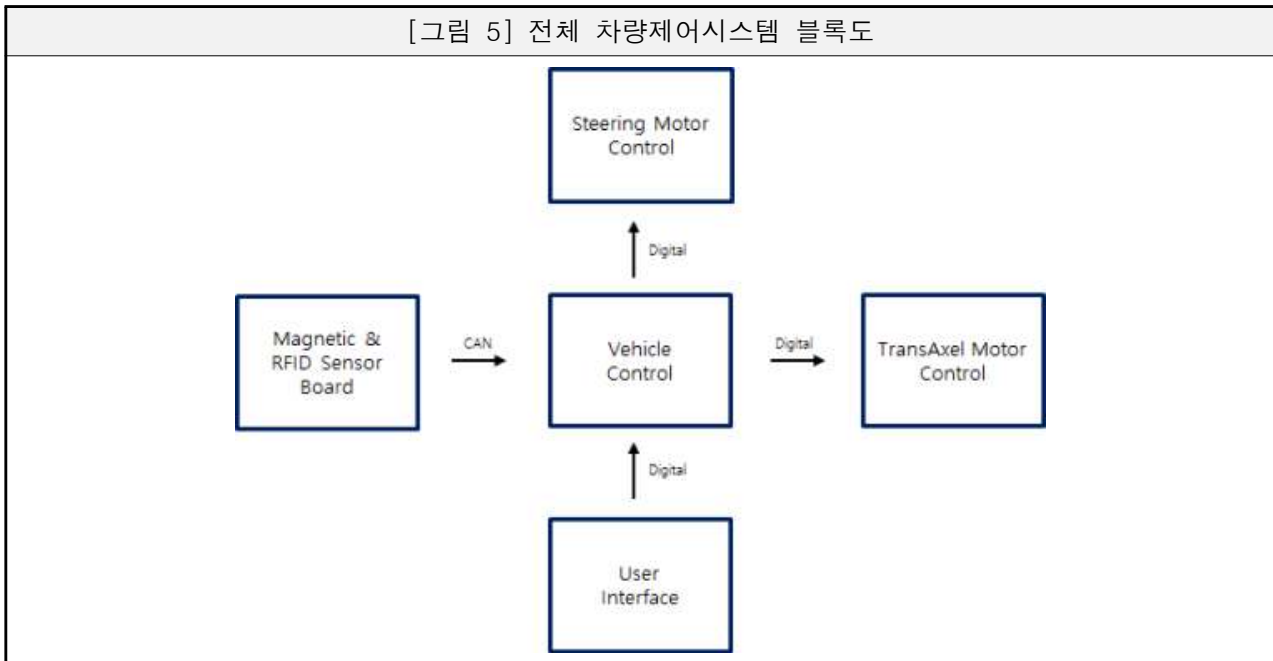 [그림 5] 전체 차량제어시스템 블록도
Steering Motor
Control
Digital
Magnetic &
RFID Sensor
Board
CAN
Vehicle
Control
Digital
TransAxel Motor
Control
Digital
User
Interface